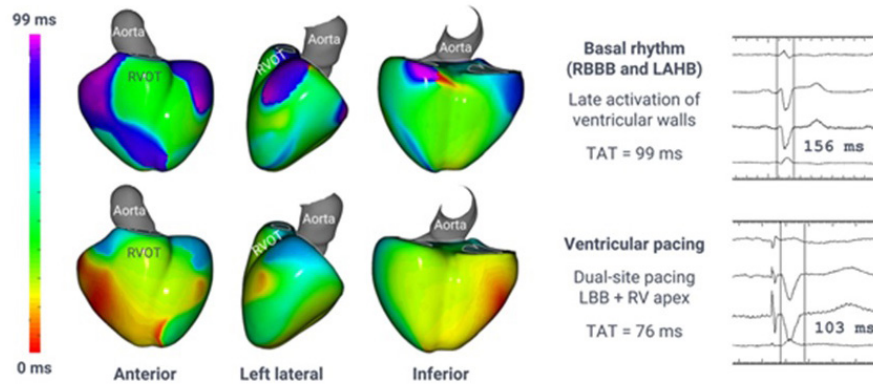 99 ms
0 ms
Aorta
RVOT
Aorta
RVOT
Aorta
Basal rhythm
(RBBB and LAHB)
Late activation of
ventricular walls
TAT = 99 ms
156 ms
Aorta
RVOT
Aorta
RVOT
Aorta
Ventricular pacing
Dual-site pacing
LBB + RV apex
TAT = 76 ms
103 ms
Anterior
Left lateral
Inferior